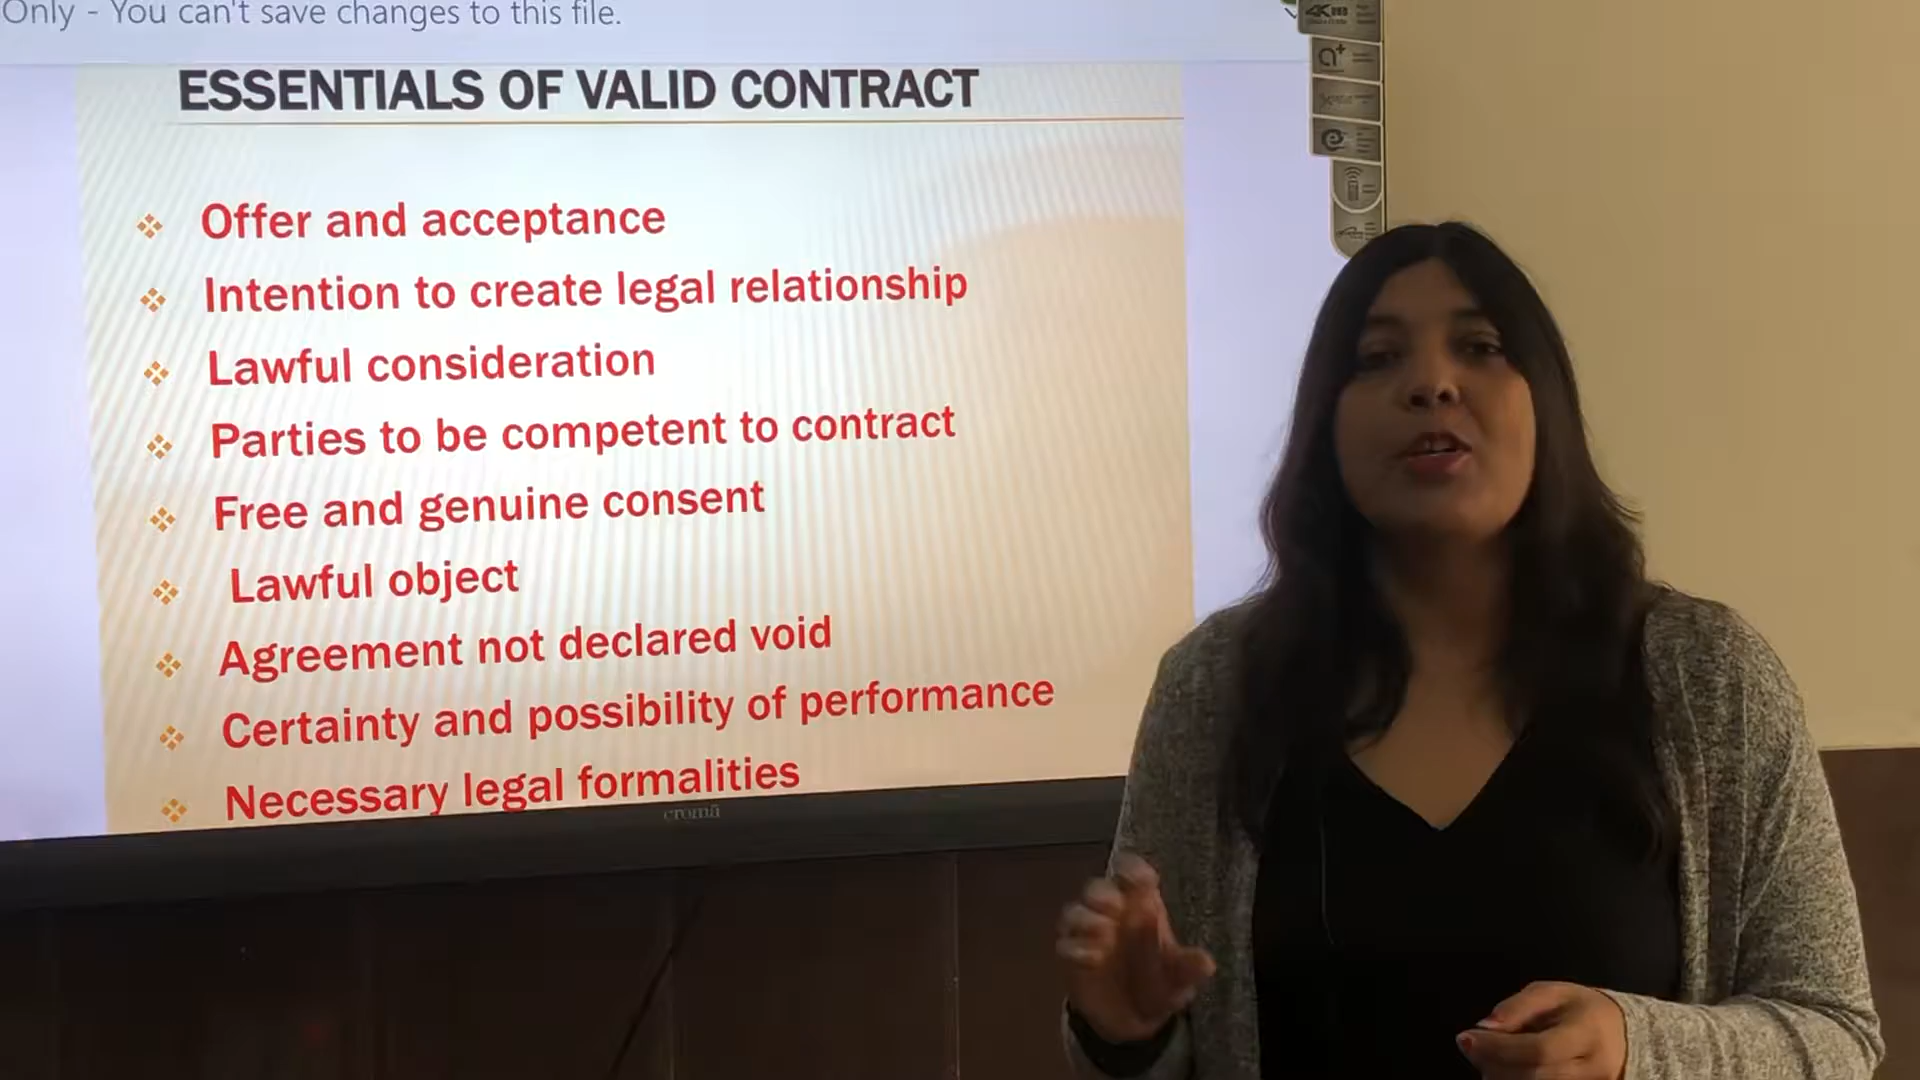 Only - You can't save changes to this file.
ESSENTIALS OF VALID CONTRACT
Offer and acceptance
Intention to create legal relationship
Lawful consideration
Parties to be competent to contract
Free and genuine consent
Lawful object
Agreement not declared void
Certainty and possibility of performance
Necessary legal formalities
cromā
4K
a+
e